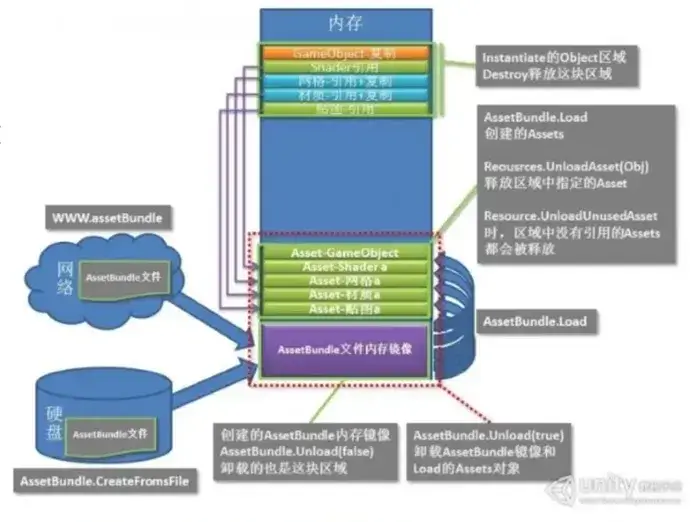 内存
GameObject-复制
Shader引用
网格-引用+复制
材质-引用+复制
贴图-引用
Instantiate的Object区域
Destroy释放这块区域
AssetBundle.Load
创建的Assets
Reousrces.UnloadAsset(Obj)
释放区域中指定的Asset
Resource.UnloadUnusedAsset
时，区域中没有引用的Assets
都会被释放
WWW.assetBundle
网络
AssetBundle文件
Asset-GameObject
Asset-Shader a
Asset-网格a
Asset-材质a
Asset-贴图a
AssetBundle.Load
AssetBundle文件内存镜像
硬盘
AssetBundle文件
AssetBundle.CreateFromsFile
创建的AssetBundle内存镜像
AssetBundle.Unload(false)
卸载的也是这块区域
AssetBundle.Unload(true)
卸载AssetBundle镜像和
Load的Assets对象
unity